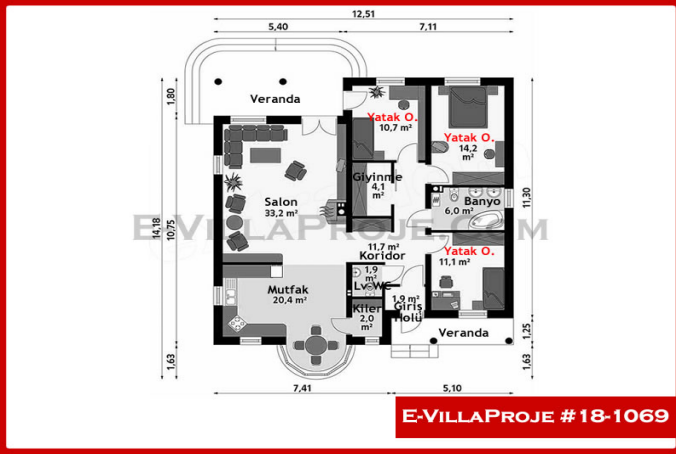 12,51
5,40
7,11
Veranda
1,80
Yatak O.
10,7 m²
Yatak O.
14,2
m²
Giyinme
4,1
m²
Salon
33,2 m²
Banyo
6,0 m²
11,30
14,18
10,75
E-VillaProje.com
11,7 m²
Koridor
Yatak O.
11,1 m²
1,9
m²
Lv-WC
Mutfak
20,4 m²
Kiler
2,0
m²
1,9 m²
Giriş
Holü
Veranda
1,25
1,63
1,63
7,41
5,10
E-VillaProje #18-1069